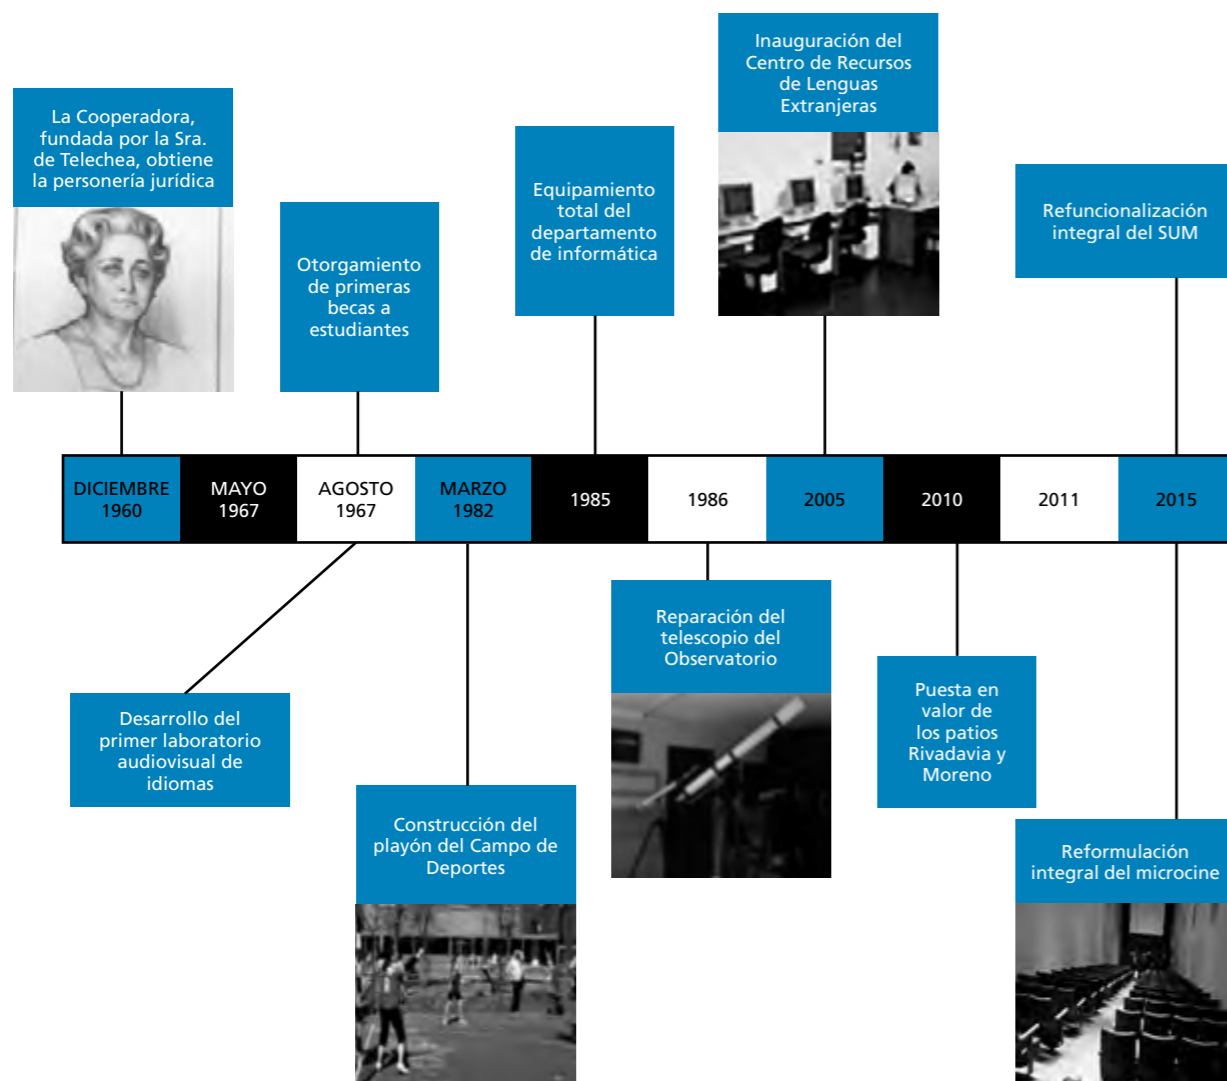 Inauguración del
Centro de Recursos
de Lenguas
Extranjeras
La Cooperadora,
fundada por la Sra.
de Telechea, obtiene
la personería jurídica
Equipamiento
total del
departamento
de informática
Refuncionalización
integral del SUM
Otorgamiento
de primeras
becas a
estudiantes
DICIEMBRE
1960
MAYO
1967
AGOSTO
1967
MARZO
1982
1985
1986
2005
2010
2011
2015
Reparación del
telescopio del
Observatorio
Puesta en
valor de
los patios
Rivadavia y
Moreno
Desarrollo del
primer laboratorio
audiovisual de
idiomas
Construcción del
playón del Campo de
Deportes
Reformulación
integral del microcine